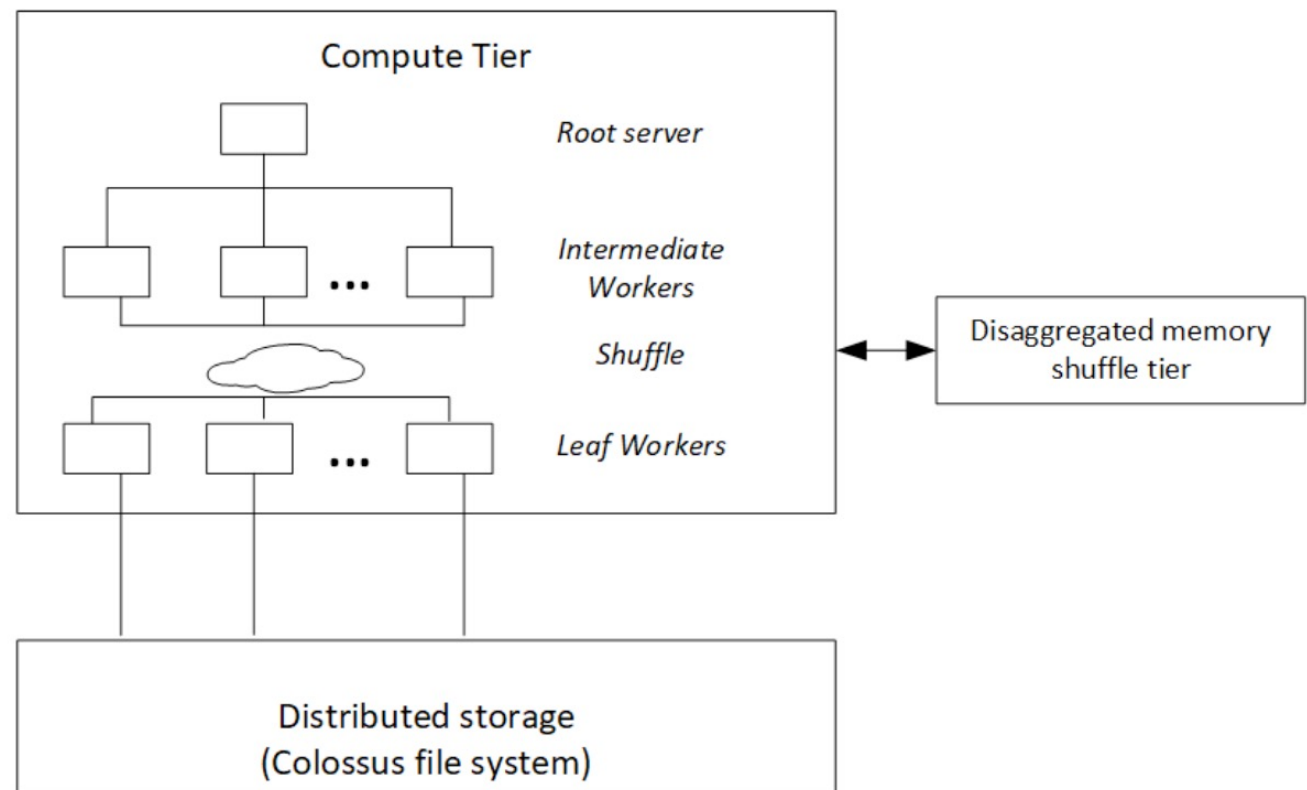 Compute Tier
Root server
Intermediate
Workers
...
Shuffle
Disaggregated memory
shuffle tier
Leaf Workers
...
Distributed storage
(Colossus file system)